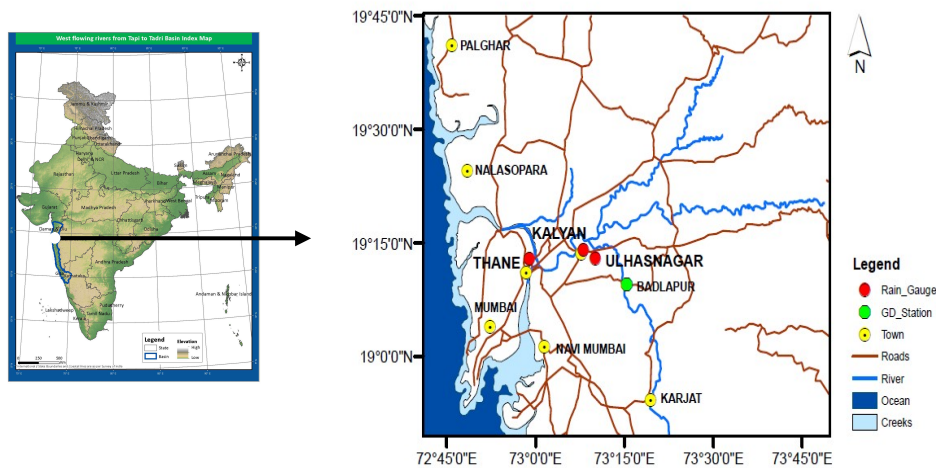 West flowing rivers from Tapi to Tadri Basin Index Map
Jammu & Kashmir
Himachal Pradesh
Uttarakhand
Haryana
Delhi & NCR
Rajasthan
Uttar Pradesh
Bihar
Sikkim
Arunachal Pradesh
Assam
Nagaland
Meghalaya
Manipur
Tripura
Mizoram
Gujarat
Madhya Pradesh
Jharkhand
West Bengal
Chhattisgarh
Odisha
Andhra Pradesh
Puducherry
Tamil Nadu
Kerala
Lakshadweep
Andaman & Nicobar Island
Legend
State
Basin
Elevation
High
Low
0 250 500
19°45'0"N
19°30'0"N
19°15'0"N
19°0'0"N
72°45'0"E 73°0'0"E 73°15'0"E 73°30'0"E 73°45'0"E
PALGHAR
NALASOPARA
KALYAN
THANE
ULHASNAGAR
BADLAPUR
MUMBAI
NAVI MUMBAI
KARJAT
N
Legend
Rain_Gauge
GD_Station
Town
Roads
River
Ocean
Creeks